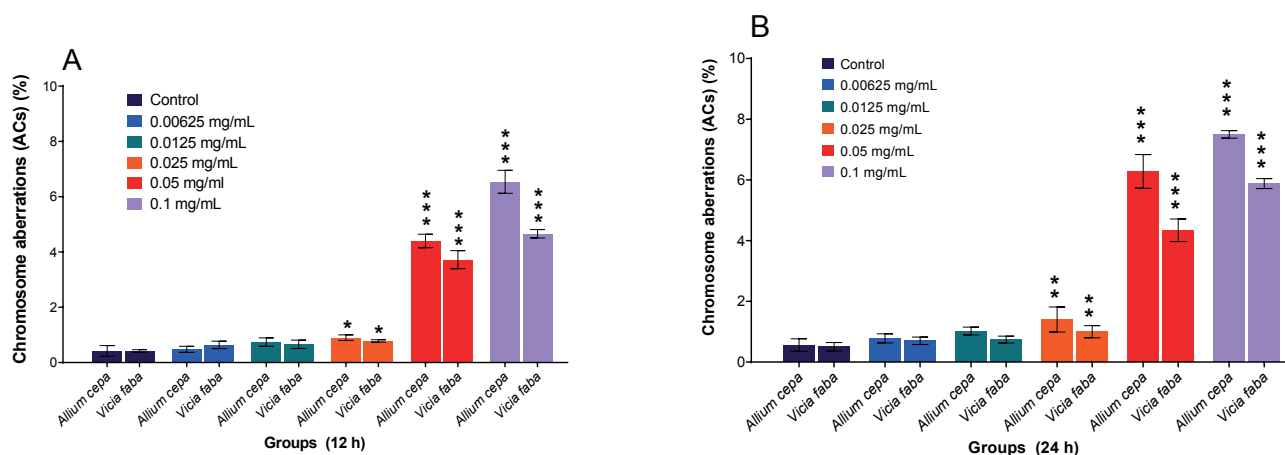 A
Chromosome aberrations (ACs) (%)
10
8
6
4
2
0
Control
0.00625 mg/mL
0.0125 mg/mL
0.025 mg/mL
0.05 mg/ml
0.1 mg/mL
*
*
***
***
***
***
Allium cepa
Vicia faba
Allium cepa
Vicia faba
Allium cepa
Vicia faba
Allium cepa
Vicia faba
Allium cepa
Vicia faba
Allium cepa
Vicia faba
Groups (12 h)
B
Chromosome aberrations (ACs) (%)
10
8
6
4
2
0
Control
0.00625 mg/mL
0.0125 mg/mL
0.025 mg/mL
0.05 mg/mL
0.1 mg/mL
**
**
***
***
***
***
Allium cepa
Vicia faba
Allium cepa
Vicia faba
Allium cepa
Vicia faba
Allium cepa
Vicia faba
Allium cepa
Vicia faba
Allium cepa
Vicia faba
Groups (24 h)